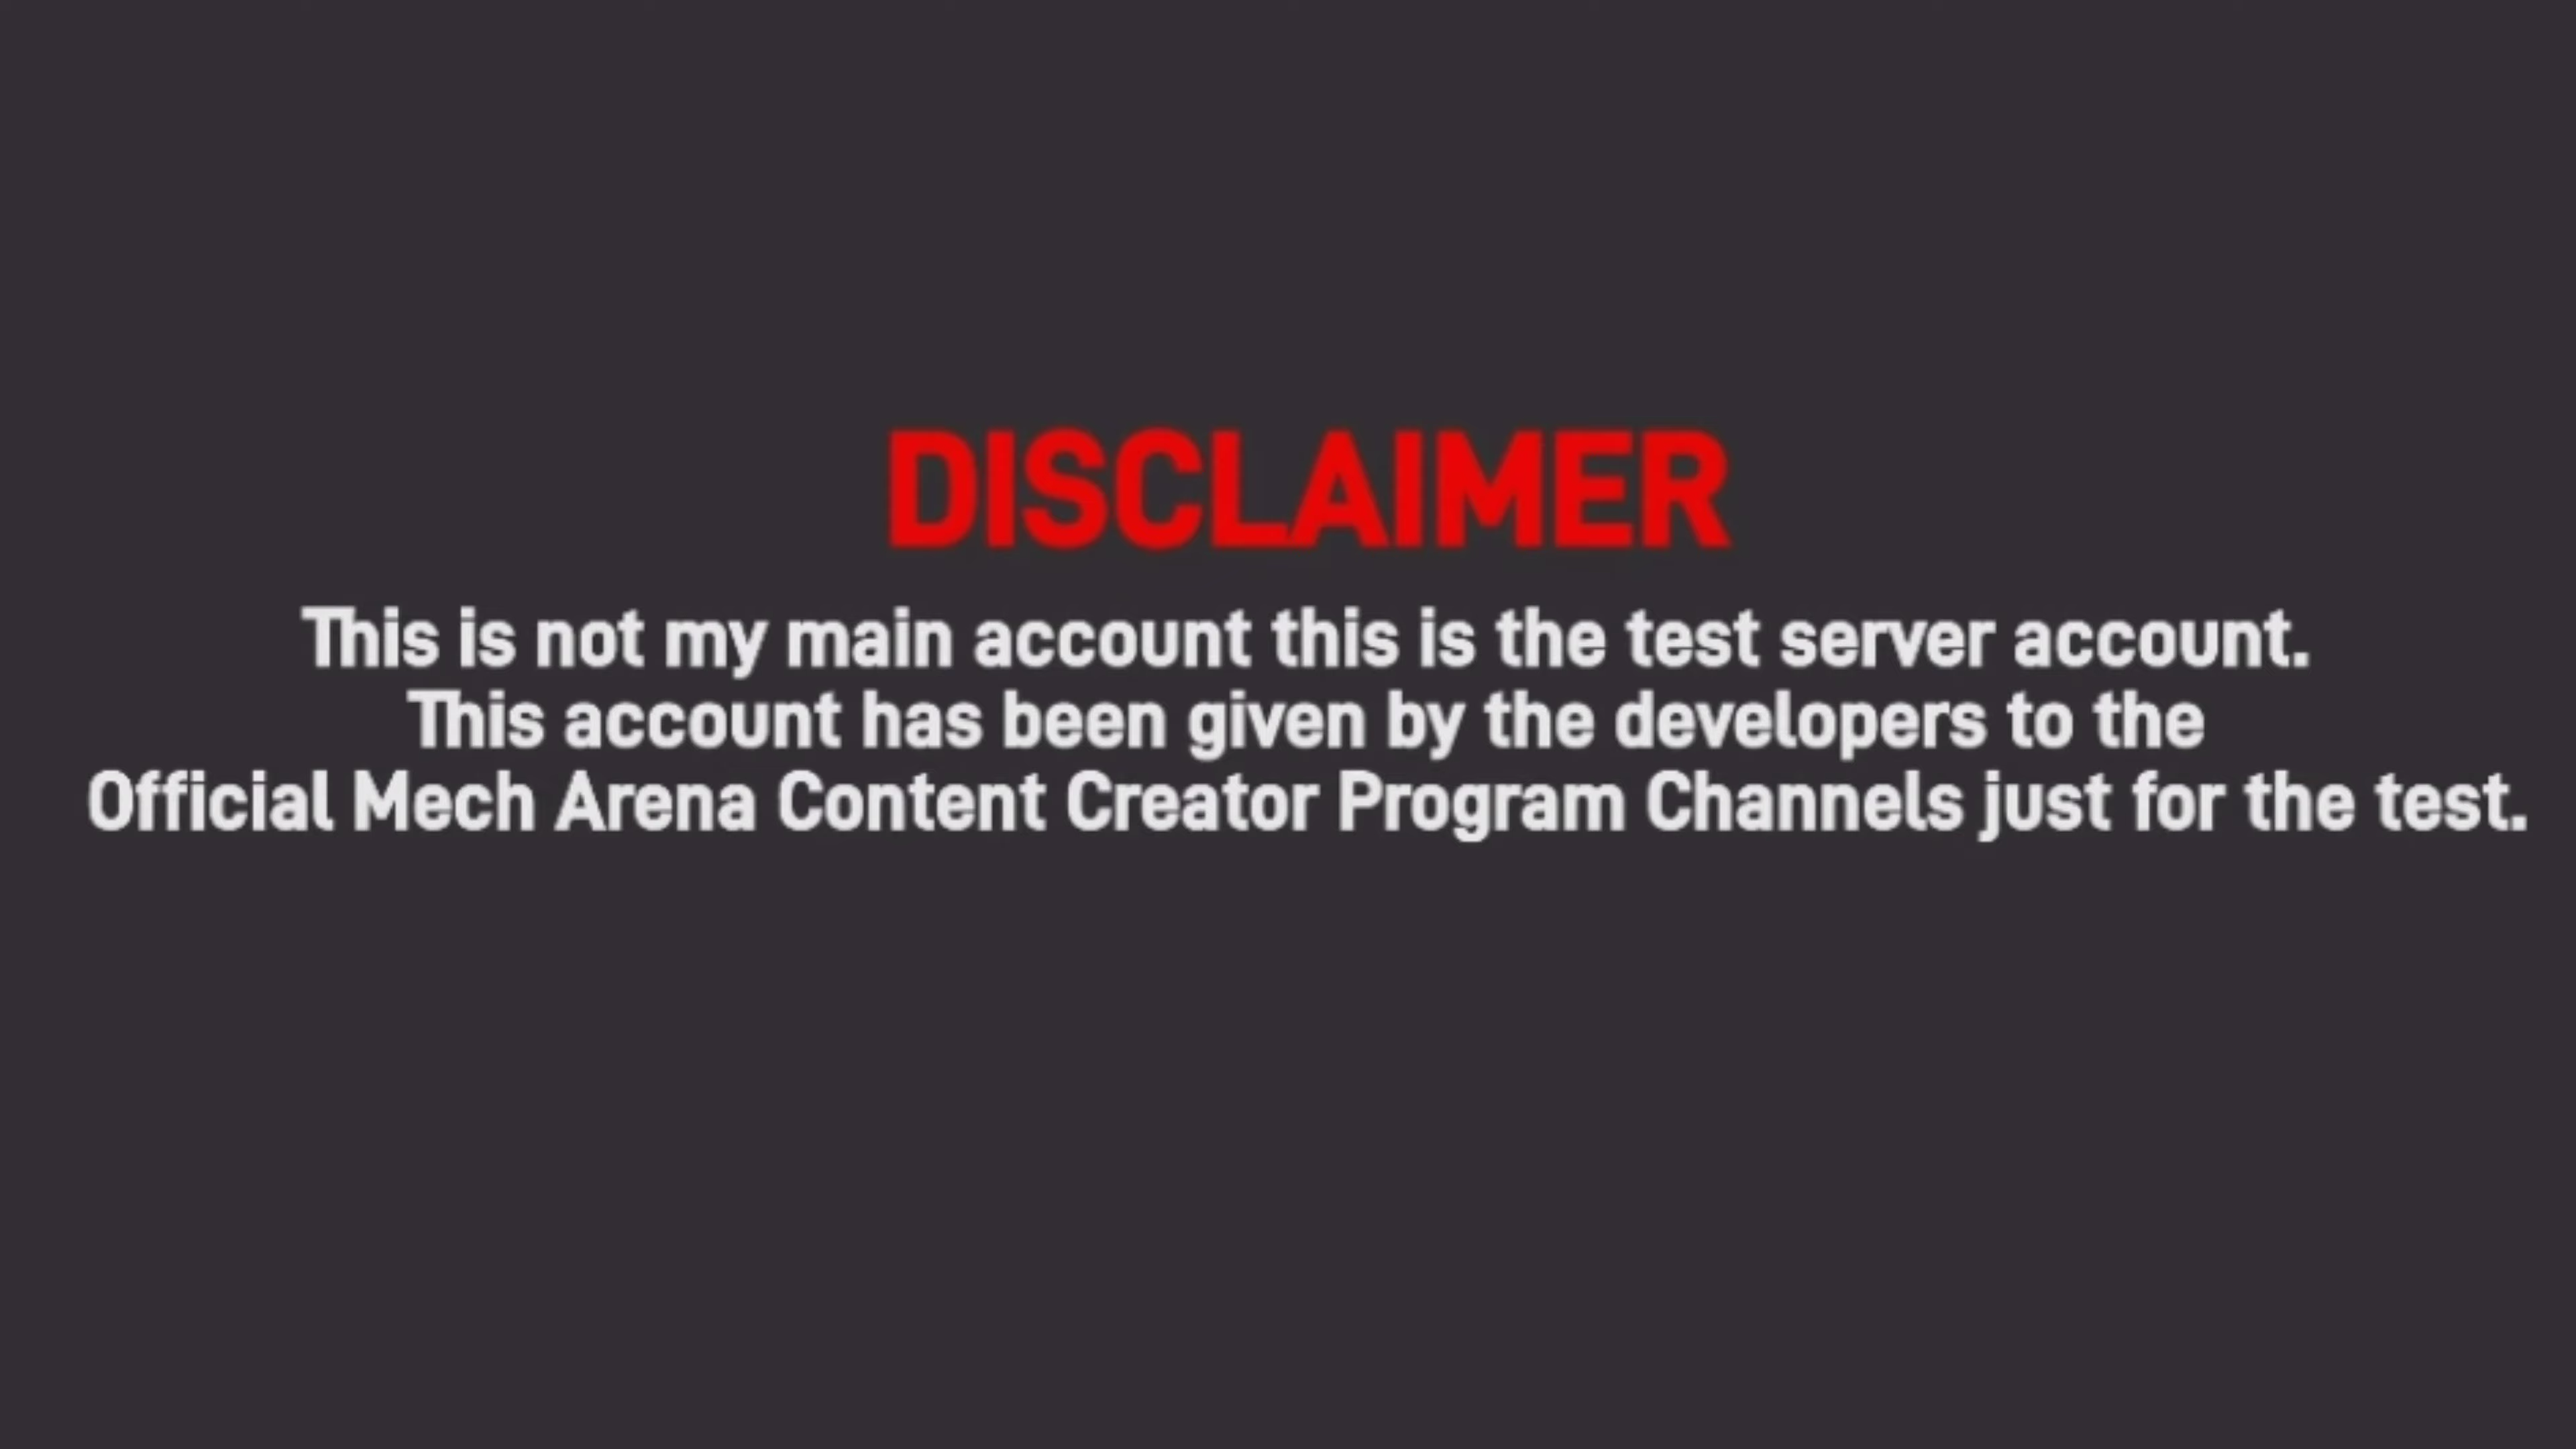 DISCLAIMER
This is not my main account this is the test server account.
This account has been given by the developers to the
Official Mech Arena Content Creator Program Channels just for the test.